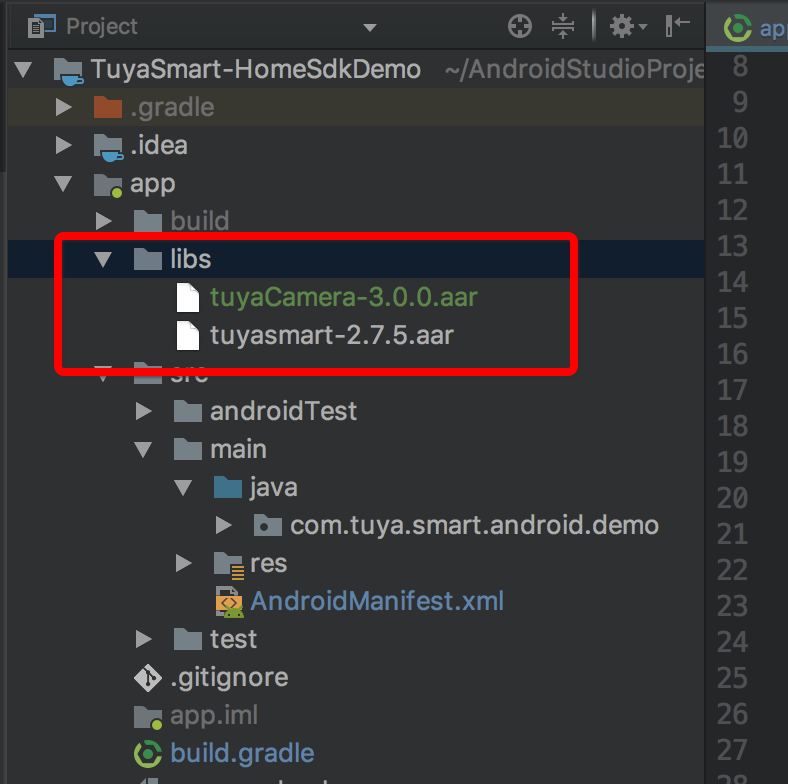 Project
app
TuyaSmart-HomeSdkDemo ~/AndroidStudioProje
.gradle
.idea
app
build
libs
tuyaCamera-3.0.0.aar
tuyasmart-2.7.5.aar
src
androidTest
main
java
com.tuya.smart.android.demo
res
AndroidManifest.xml
test
.gitignore
app.iml
build.gradle
8
9
10
11
12
13
14
15
16
17
18
19
20
21
22
23
24
25
26
27
28